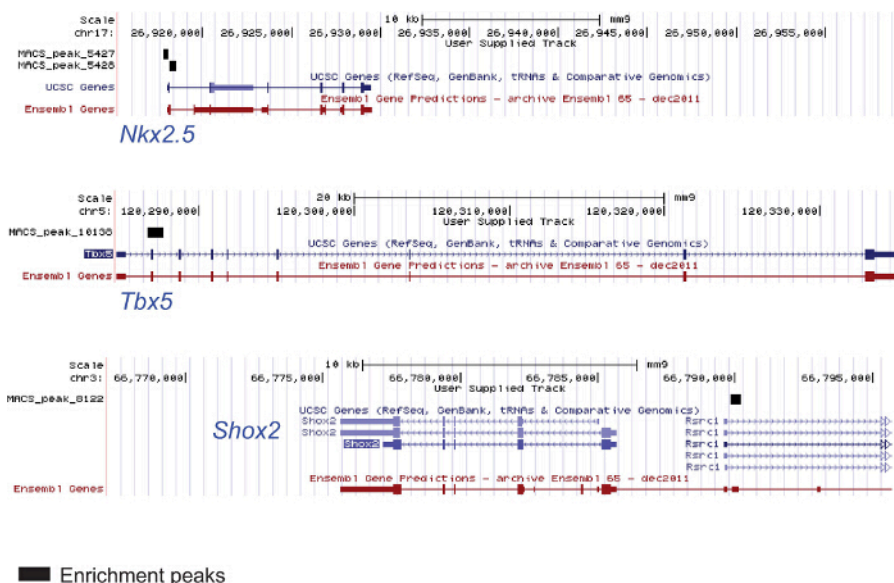 Scale 10 kb mm9
chr17: 26,920,000 26,925,000 26,930,000 26,935,000 26,940,000 26,945,000 26,950,000 26,955,000
User Supplied Track
MACS_peak_5427
MACS_peak_5428
UCSC Genes (RefSeq, GenBank, tRNAs & Comparative Genomics)
UCSC Genes
Ensembl Gene Predictions - archive Ensembl 65 - dec2011
Ensembl Genes
Nkx2.5
Scale 20 kb mm9
chr5: 120,290,000 120,300,000 120,310,000 120,320,000 120,330,000
User Supplied Track
MACS_peak_10138
UCSC Genes (RefSeq, GenBank, tRNAs & Comparative Genomics)
Tbx5
Ensembl Gene Predictions - archive Ensembl 65 - dec2011
Ensembl Genes
Tbx5
Scale 10 kb mm9
chr3: 66,770,000 66,775,000 66,780,000 66,785,000 66,790,000 66,795,000
User Supplied Track
MACS_peak_8122
UCSC Genes (RefSeq, GenBank, tRNAs & Comparative Genomics)
Shox2
Shox2 Rsrc1
Shox2 Rsrc1
Shox2 Rsrc1
Rsrc1
Rsrc1
Ensembl Gene Predictions - archive Ensembl 65 - dec2011
Ensembl Genes
Enrichment peaks